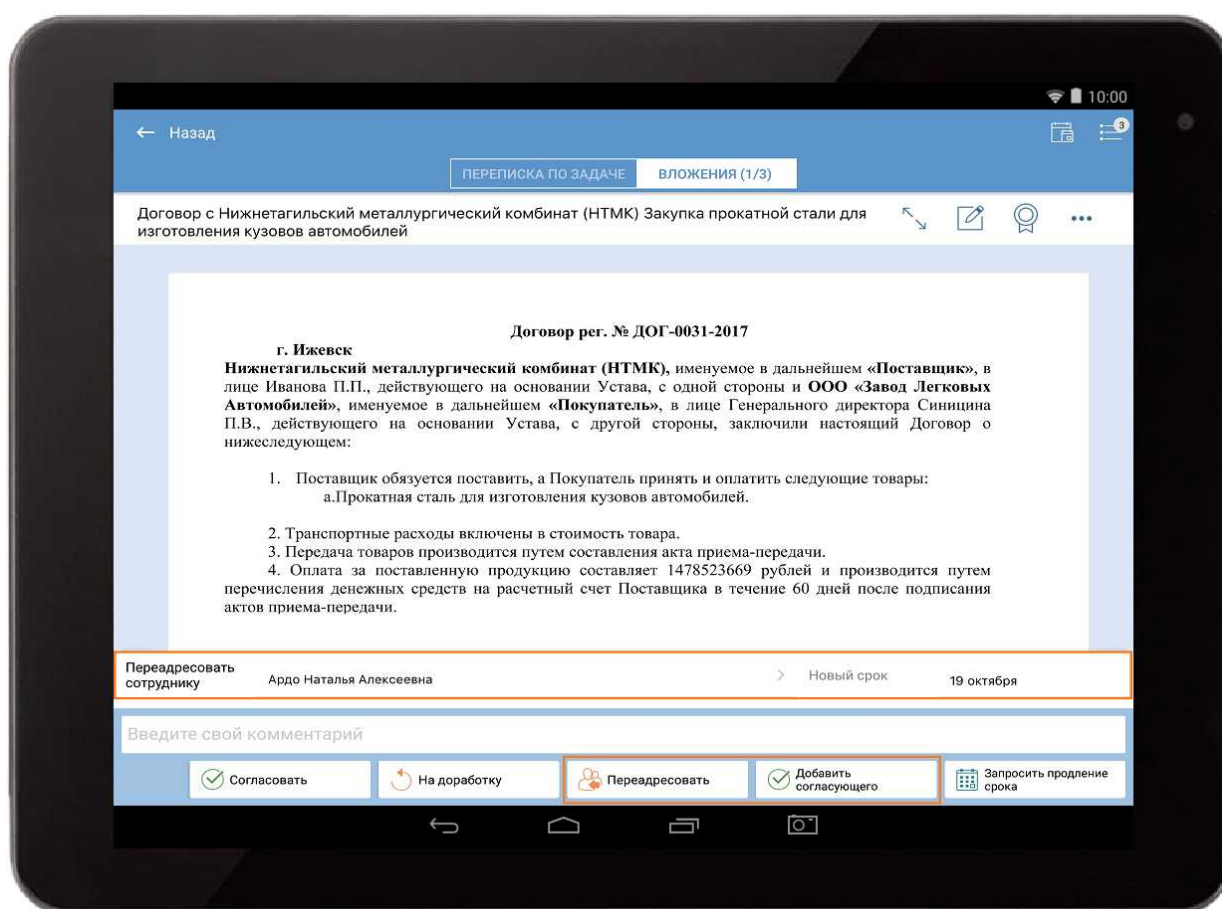 10:00
Назад
3
ПЕРЕПИСКА ПО ЗАДАЧЕ ВЛОЖЕНИЯ (1/3)
Договор с Нижнетагильский металлургический комбинат (НТМК) Закупка прокатной стали для
изготовления кузовов автомобилей
Договор рег. № ДОГ-0031-2017
г. Ижевск
Нижнетагильский металлургический комбинат (НТМК), именуемое в дальнейшем «Поставщик», в
лице Иванова П.П., действующего на основании Устава, с одной стороны и ООО «Завод Легковых
Автомобилей», именуемое в дальнейшем «Покупатель», в лице Генерального директора Синицина
П.В., действующего на основании Устава, с другой стороны, заключили настоящий Договор о
нижеследующем:
1. Поставщик обязуется поставить, а Покупатель принять и оплатить следующие товары:
а.Прокатная сталь для изготовления кузовов автомобилей.
2. Транспортные расходы включены в стоимость товара.
3. Передача товаров производится путем составления акта приема-передачи.
4. Оплата за поставленную продукцию составляет 1478523669 рублей и производится путем
перечисления денежных средств на расчетный счет Поставщика в течение 60 дней после подписания
актов приема-передачи.
Переадресовать
сотруднику
Ардо Наталья Алексеевна
Новый срок
19 октября
Введите свой комментарий
Согласовать
На доработку
Переадресовать
Добавить
согласующего
Запросить продление
срока